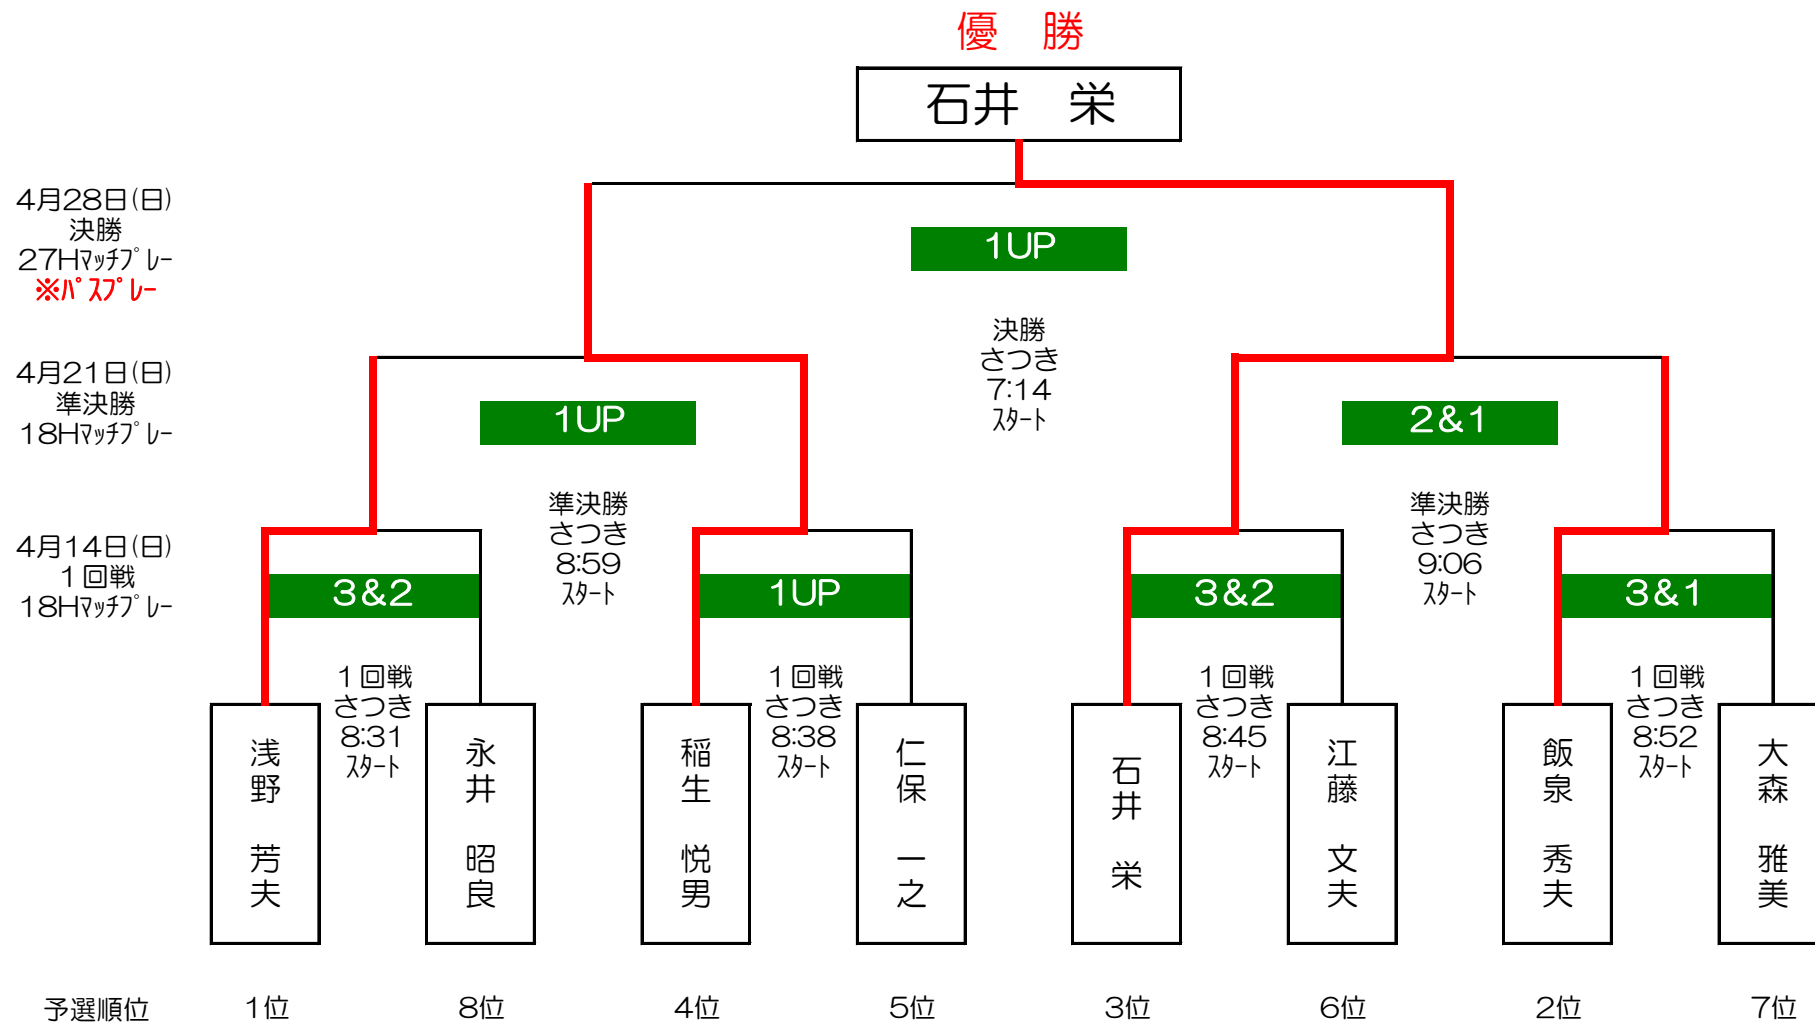 優　勝
石井　栄
4月28日(日)
決勝
27Hﾏｯﾁﾌﾟﾚｰ
※ﾊﾟｽﾌﾟﾚｰ
1UP
決勝
さつき
7:14
ｽﾀｰﾄ
4月21日(日)
準決勝
18Hﾏｯﾁﾌﾟﾚｰ
1UP
準決勝
さつき
8:59
ｽﾀｰﾄ
2&1
準決勝
さつき
9:06
ｽﾀｰﾄ
4月14日(日)
1回戦
18Hﾏｯﾁﾌﾟﾚｰ
3&2
1回戦
さつき
8:31
ｽﾀｰﾄ
1UP
1回戦
さつき
8:38
ｽﾀｰﾄ
3&2
1回戦
さつき
8:45
ｽﾀｰﾄ
3&1
1回戦
さつき
8:52
ｽﾀｰﾄ
浅野　芳夫
永井　昭良
稲生　悦男
仁保　一之
石井　栄
江藤　文夫
飯泉　秀夫
大森　雅美
予選順位 1位 8位 4位 5位 3位 6位 2位 7位